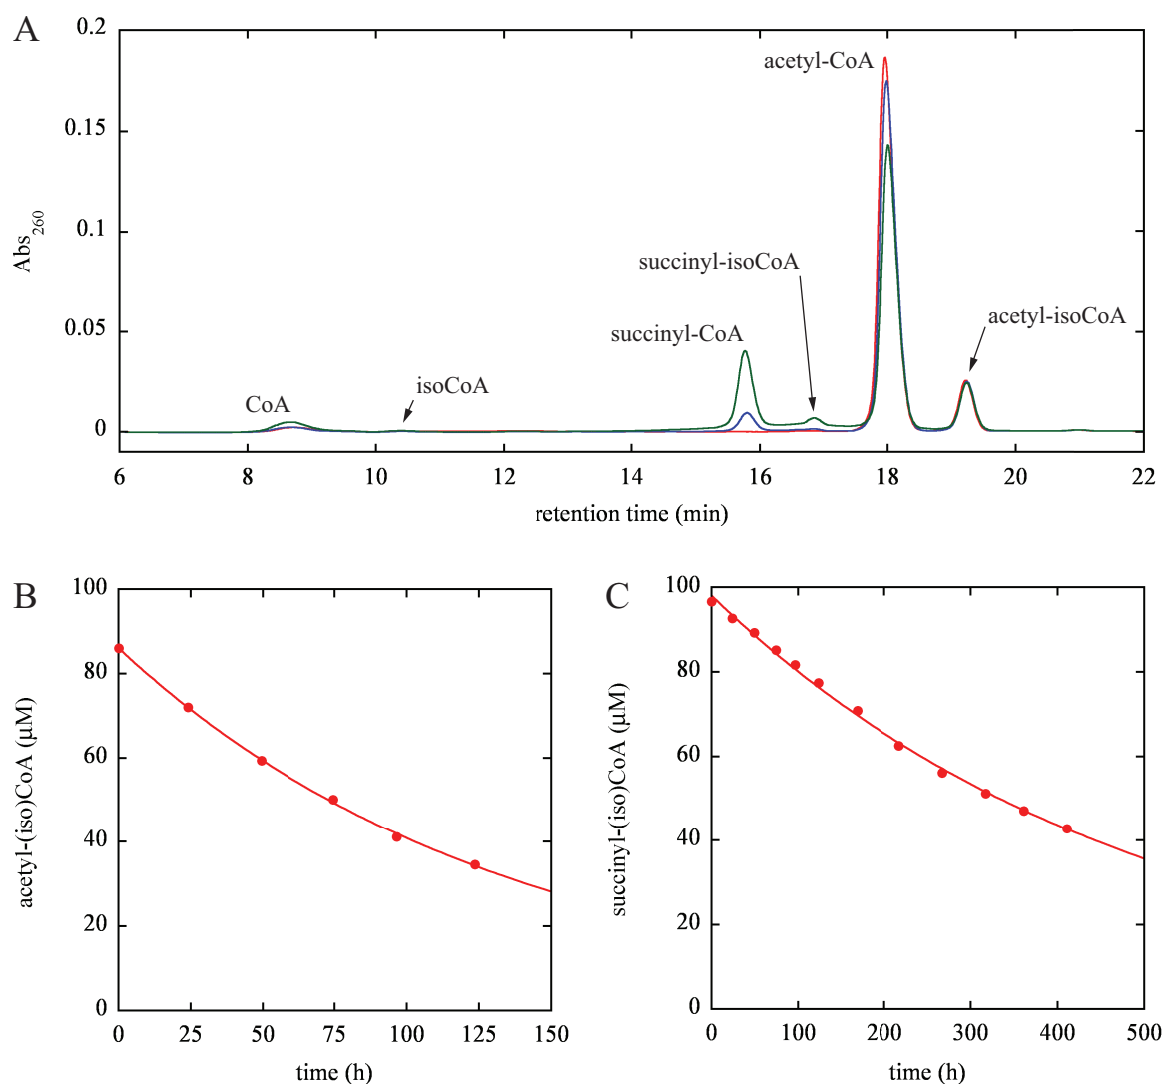 A
0.2
0.15
0.1
0.05
0
Abs260
acetyl-CoA
succinyl-isoCoA
succinyl-CoA
acetyl-isoCoA
isoCoA
CoA
6 8 10 12 14 16 18 20 22
retention time (min)
B
100
80
60
40
20
0
acetyl-(iso)CoA (µM)
0 25 50 75 100 125 150
time (h)
C
100
80
60
40
20
0
succinyl-(iso)CoA (µM)
0 100 200 300 400 500
time (h)